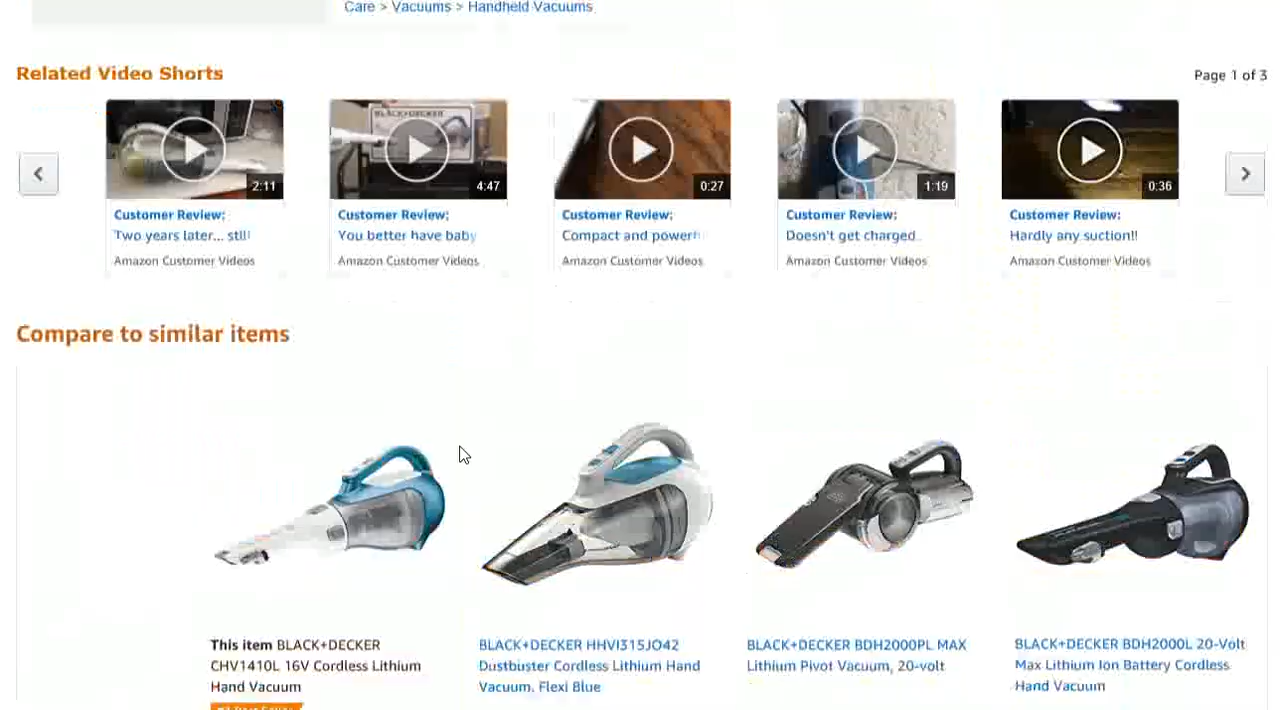 Care > Vacuums > Handheld Vacuums
Related Video Shorts
Page 1 of 3
BLACK+DECKER
2:11
4:47
0:27
1:19
0:36
Customer Review:
Two years later... still
Amazon Customer Videos
Customer Review:
You better have baby
Amazon Customer Videos
Customer Review:
Compact and powerf
Amazon Customer Videos
Customer Review:
Doesn't get charged.
Amazon Customer Videos
Customer Review:
Hardly any suction!!
Amazon Customer Videos
Compare to similar items
This item BLACK+DECKER
CHV1410L 16V Cordless Lithium
Hand Vacuum
BLACK+DECKER HHVI315JO42
Dustbuster Cordless Lithium Hand
Vacuum, Flexi Blue
BLACK+DECKER BDH2000PL MAX
Lithium Pivot Vacuum, 20-volt
BLACK+DECKER BDH2000L 20-Volt
Max Lithium Ion Battery Cordless
Hand Vacuum